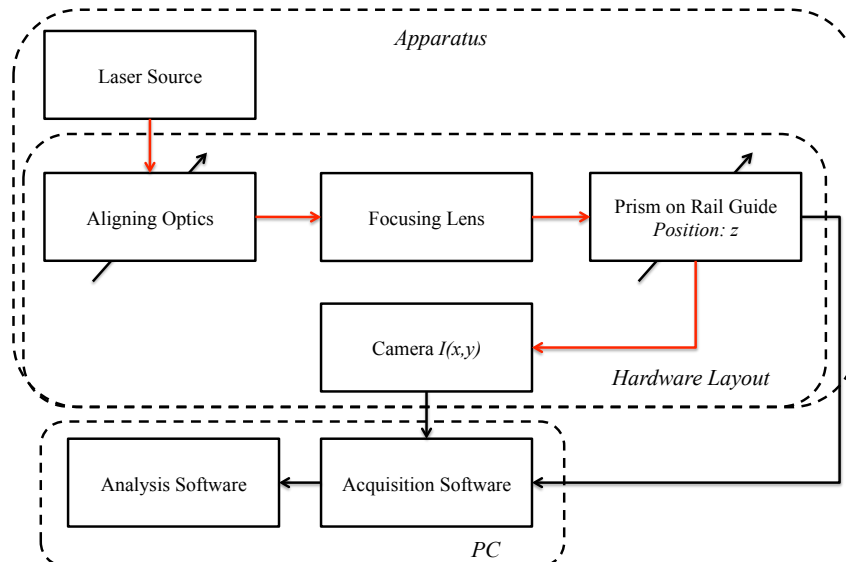 Apparatus
Laser Source
Aligning Optics
Focusing Lens
Prism on Rail Guide
Position: z
Camera I(x,y)
Hardware Layout
Analysis Software
Acquisition Software
PC